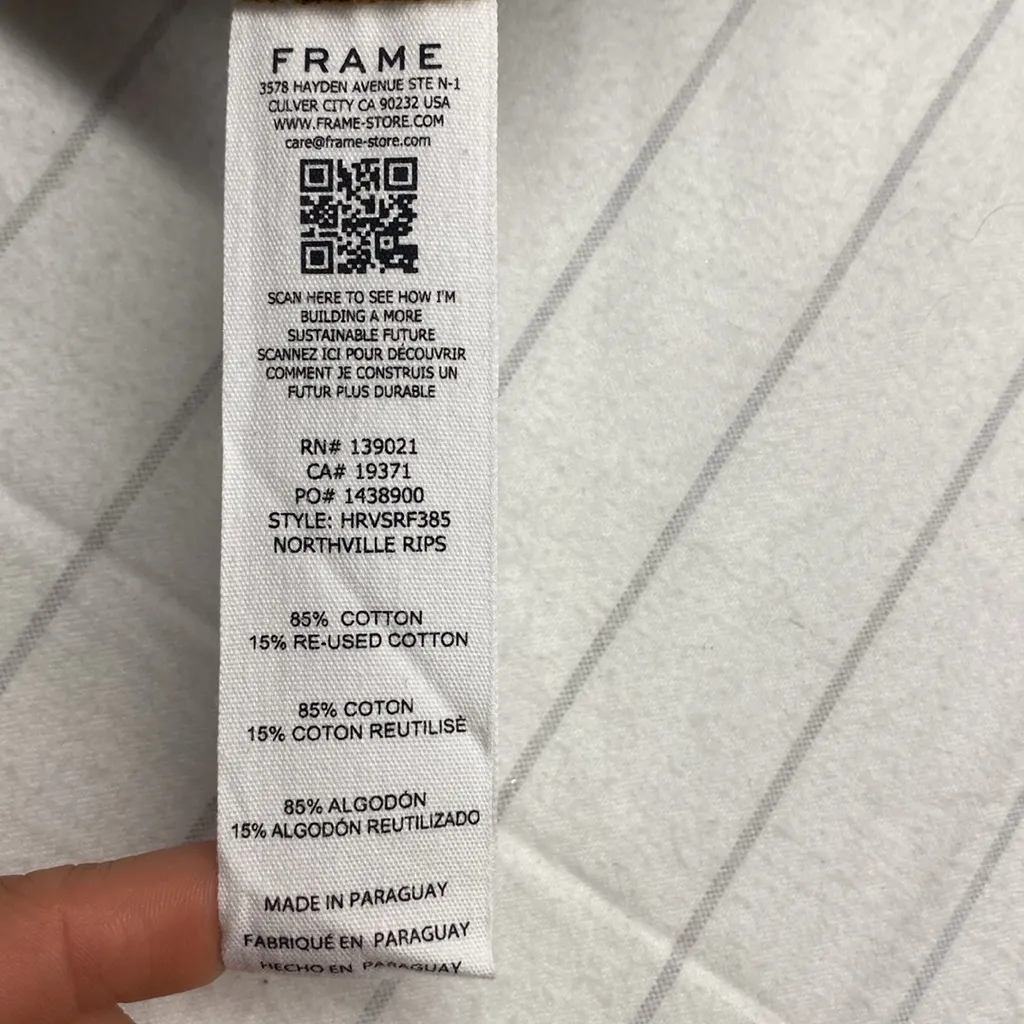 FRAME
3578 HAYDEN AVENUE STE N-1
CULVER CITY CA 90232 USA
WWW.FRAME-STORE.COM
care@frame-store.com
SCAN HERE TO SEE HOW I'M
BUILDING A MORE
SUSTAINABLE FUTURE
SCANNEZ ICI POUR DÉCOUVRIR
COMMENT JE CONSTRUIS UN
FUTUR PLUS DURABLE
RN# 139021
CA# 19371
PO# 1438900
STYLE: HRVSRF385
NORTHVILLE RIPS
85% COTTON
15% RE-USED COTTON
85% COTON
15% COTON REUTILISÈ
85% ALGODÓN
15% ALGODÓN REUTILIZADO
MADE IN PARAGUAY
FABRIQUÉ EN PARAGUAY
HECHO EN PARAGUAY